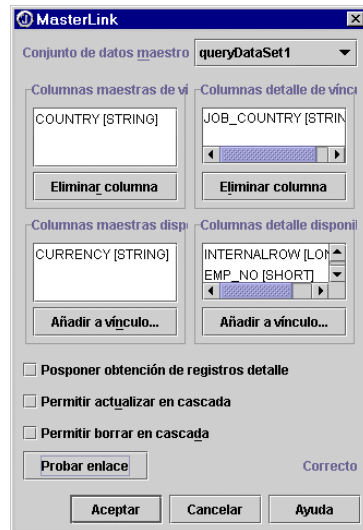 MasterLink
Conjunto de datos maestro queryDataSet1
Columnas maestras de ví Columnas detalle de víncu
COUNTRY [STRING] JOB_COUNTRY [STRIN
Eliminar columna Eliminar columna
Columnas maestras disp Columnas detalle disponil
CURRENCY [STRING] INTERNALROW [LON
EMP_NO [SHORT]
Añadir a vínculo... Añadir a vínculo...
Posponer obtención de registros detalle
Permitir actualizar en cascada
Permitir borrar en cascada
Probar enlace Correcto
Aceptar Cancelar Ayuda